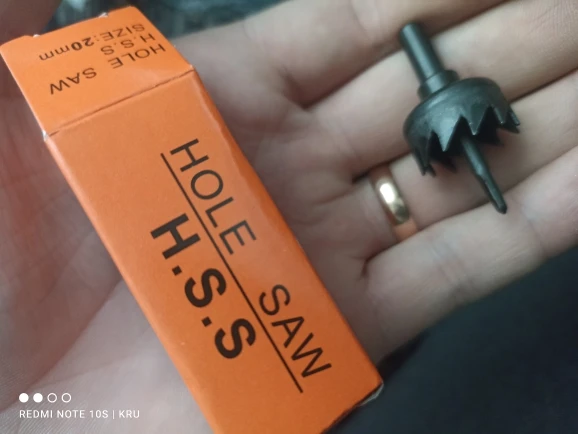 HOLE SAW
H.S.S
SIZE:20mm
HOLE SAW
H.S.S
REDMI NOTE 10S | KRU